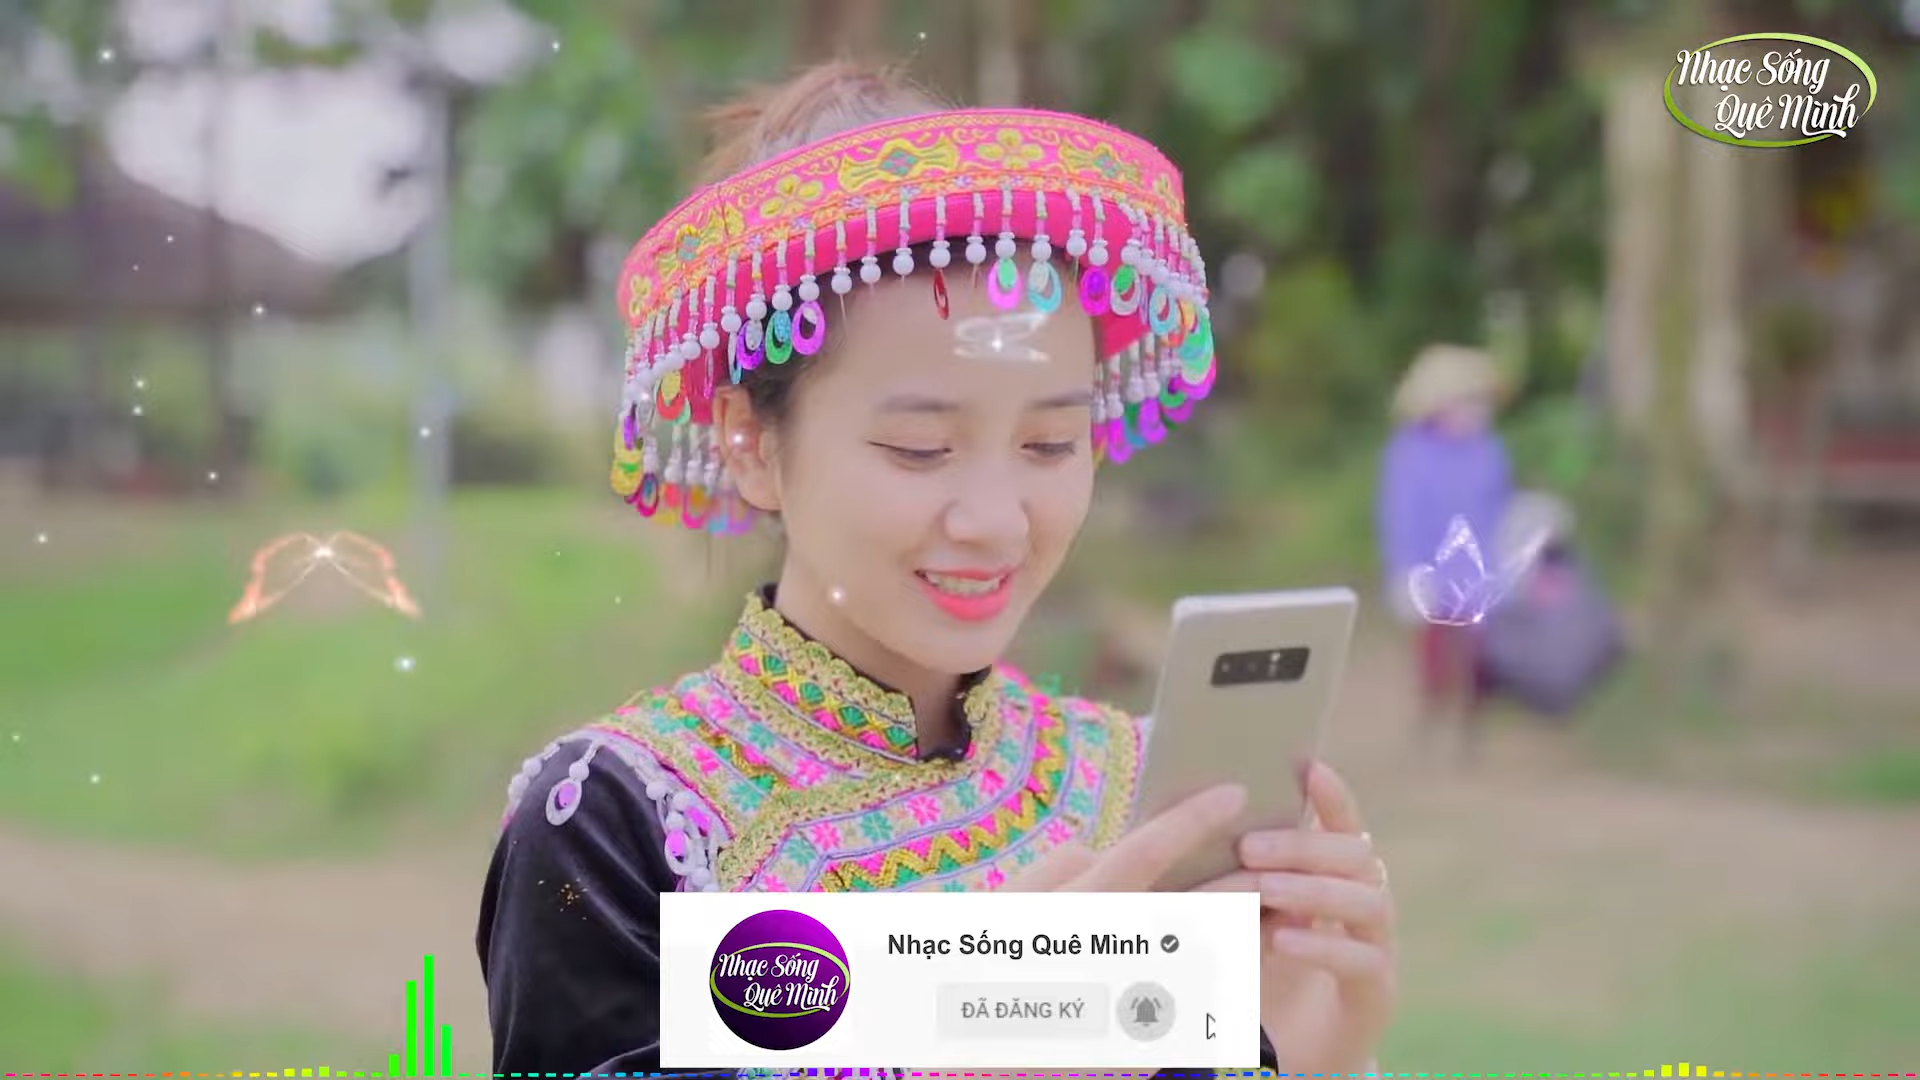 Nhạc Sống
Quê Mình
Nhạc Sống Quê Mình
Nhạc Sống
Quê Mình
ĐÃ ĐĂNG KÝ